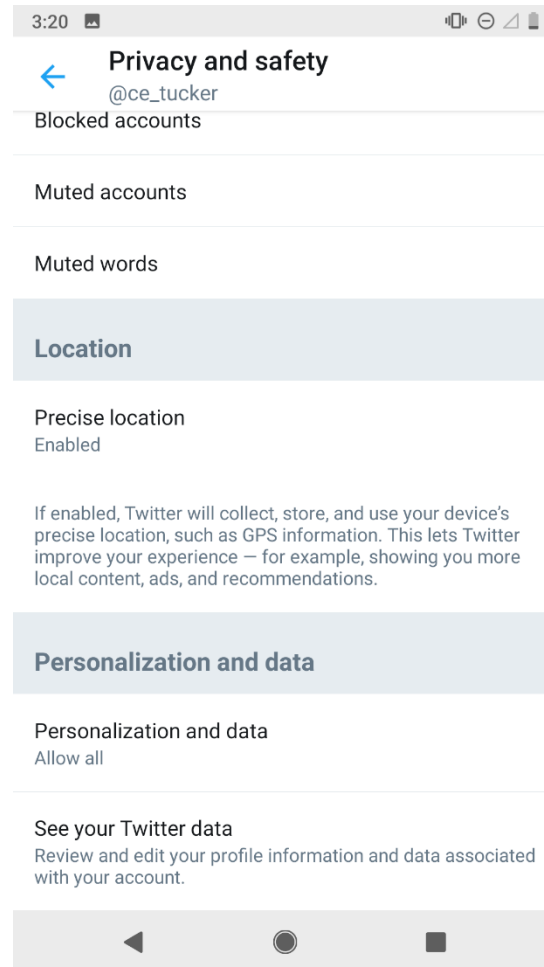 3:20
Privacy and safety
@ce_tucker
Blocked accounts
Muted accounts
Muted words
Location
Precise location
Enabled
If enabled, Twitter will collect, store, and use your device's
precise location, such as GPS information. This lets Twitter
improve your experience — for example, showing you more
local content, ads, and recommendations.
Personalization and data
Personalization and data
Allow all
See your Twitter data
Review and edit your profile information and data associated
with your account.